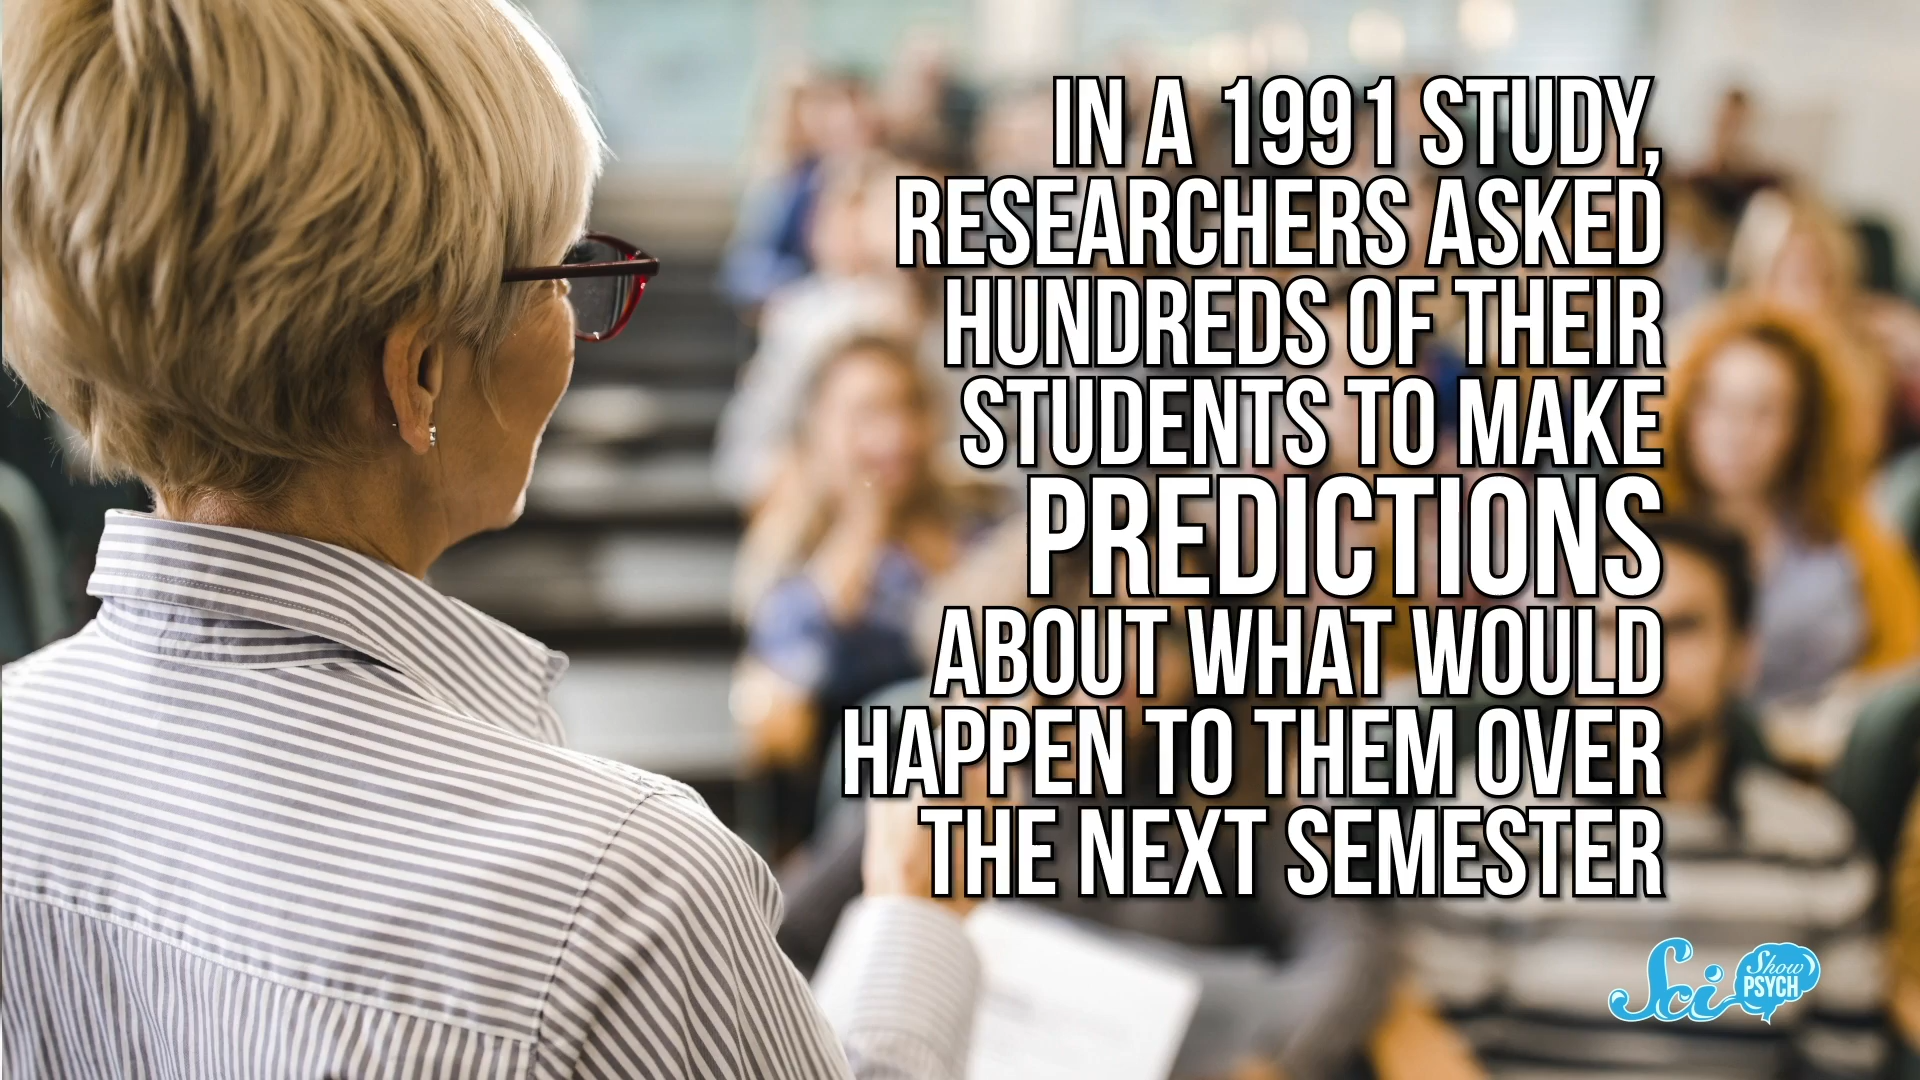 IN A 1991 STUDY,
RESEARCHERS ASKED
HUNDREDS OF THEIR
STUDENTS TO MAKE
PREDICTIONS
ABOUT WHAT WOULD
HAPPEN TO THEM OVER
THE NEXT SEMESTER
Sci Show
PSYCH